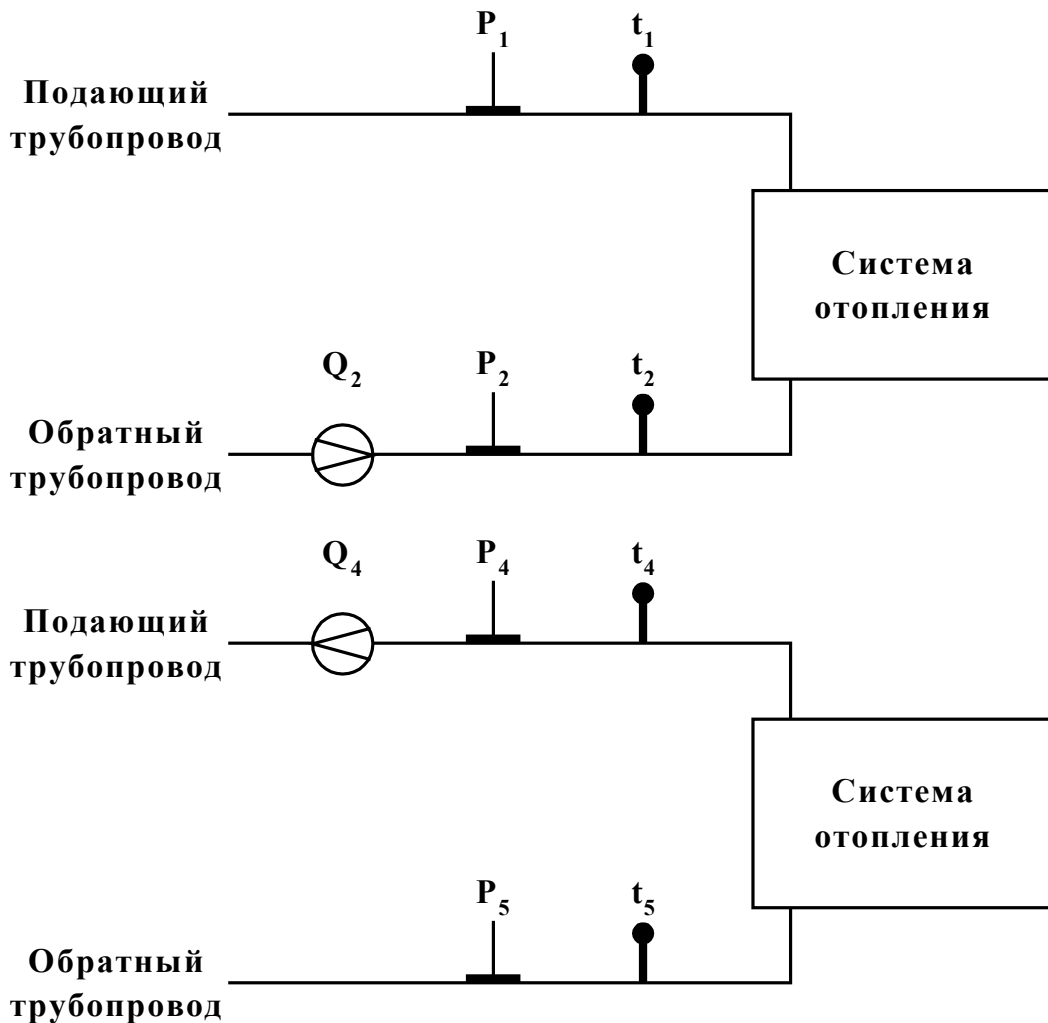 P₁
t₁
Подающий
трубопровод
Система
отопления
Q₂
P₂
t₂
Обратный
трубопровод
Q₄
P₄
t₄
Подающий
трубопровод
Система
отопления
P₅
t₅
Обратный
трубопровод